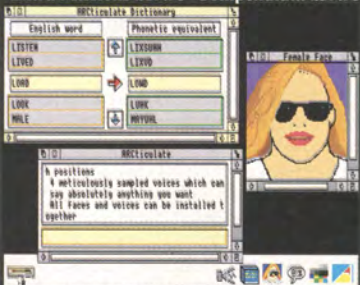 ARCticulate Dictionary
English word
Phonetic equivalent
LISTEN
LIVED
LOAD
LOOK
MALE
LIXSUHN
LIXVD
LOWD
LUHK
MAYUHL
Female Face
ARCticulate
h positions
4 meticulously sampled voices which can
say absolutely anything you want
All Faces and voices can be installed t
ogether